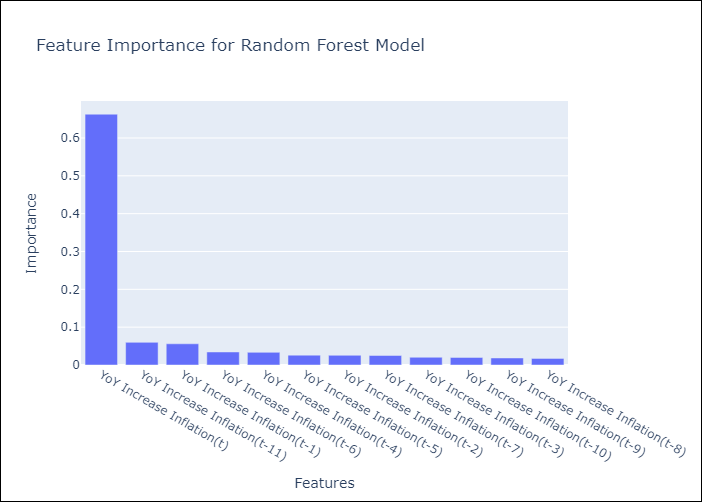 Feature Importance for Random Forest Model
0.6
0.5
0.4
0.3
0.2
0.1
0
Importance
YoY Increase Inflation(t)
YoY Increase Inflation(t-11)
YoY Increase Inflation(t-1)
YoY Increase Inflation(t-6)
YoY Increase Inflation(t-4)
YoY Increase Inflation(t-5)
YoY Increase Inflation(t-2)
YoY Increase Inflation(t-7)
YoY Increase Inflation(t-3)
YoY Increase Inflation(t-10)
YoY Increase Inflation(t-9)
YoY Increase Inflation(t-8)
Features